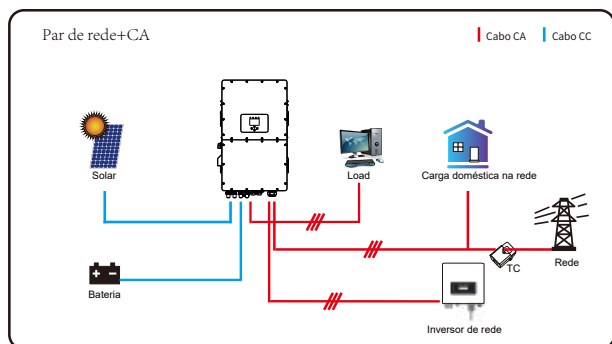 Par de rede+CA
Cabo CA
Cabo CC
Solar
Load
Carga doméstica na rede
Bateria
TC
Rede
Inversor de rede